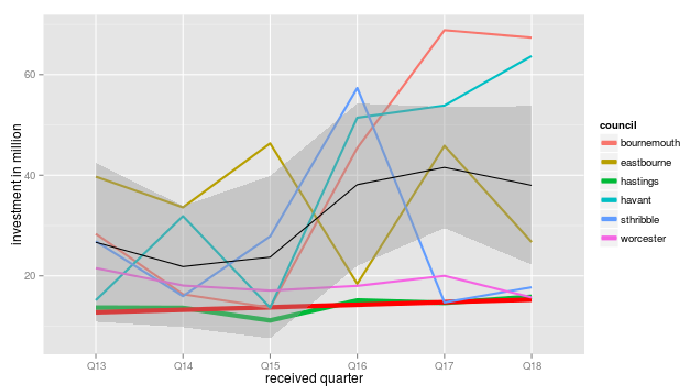 investment in million
60
40
20
Q13 Q14 Q15 Q16 Q17 Q18
received quarter
council
bournemouth
eastbourne
hastings
havant
sthribble
worcester